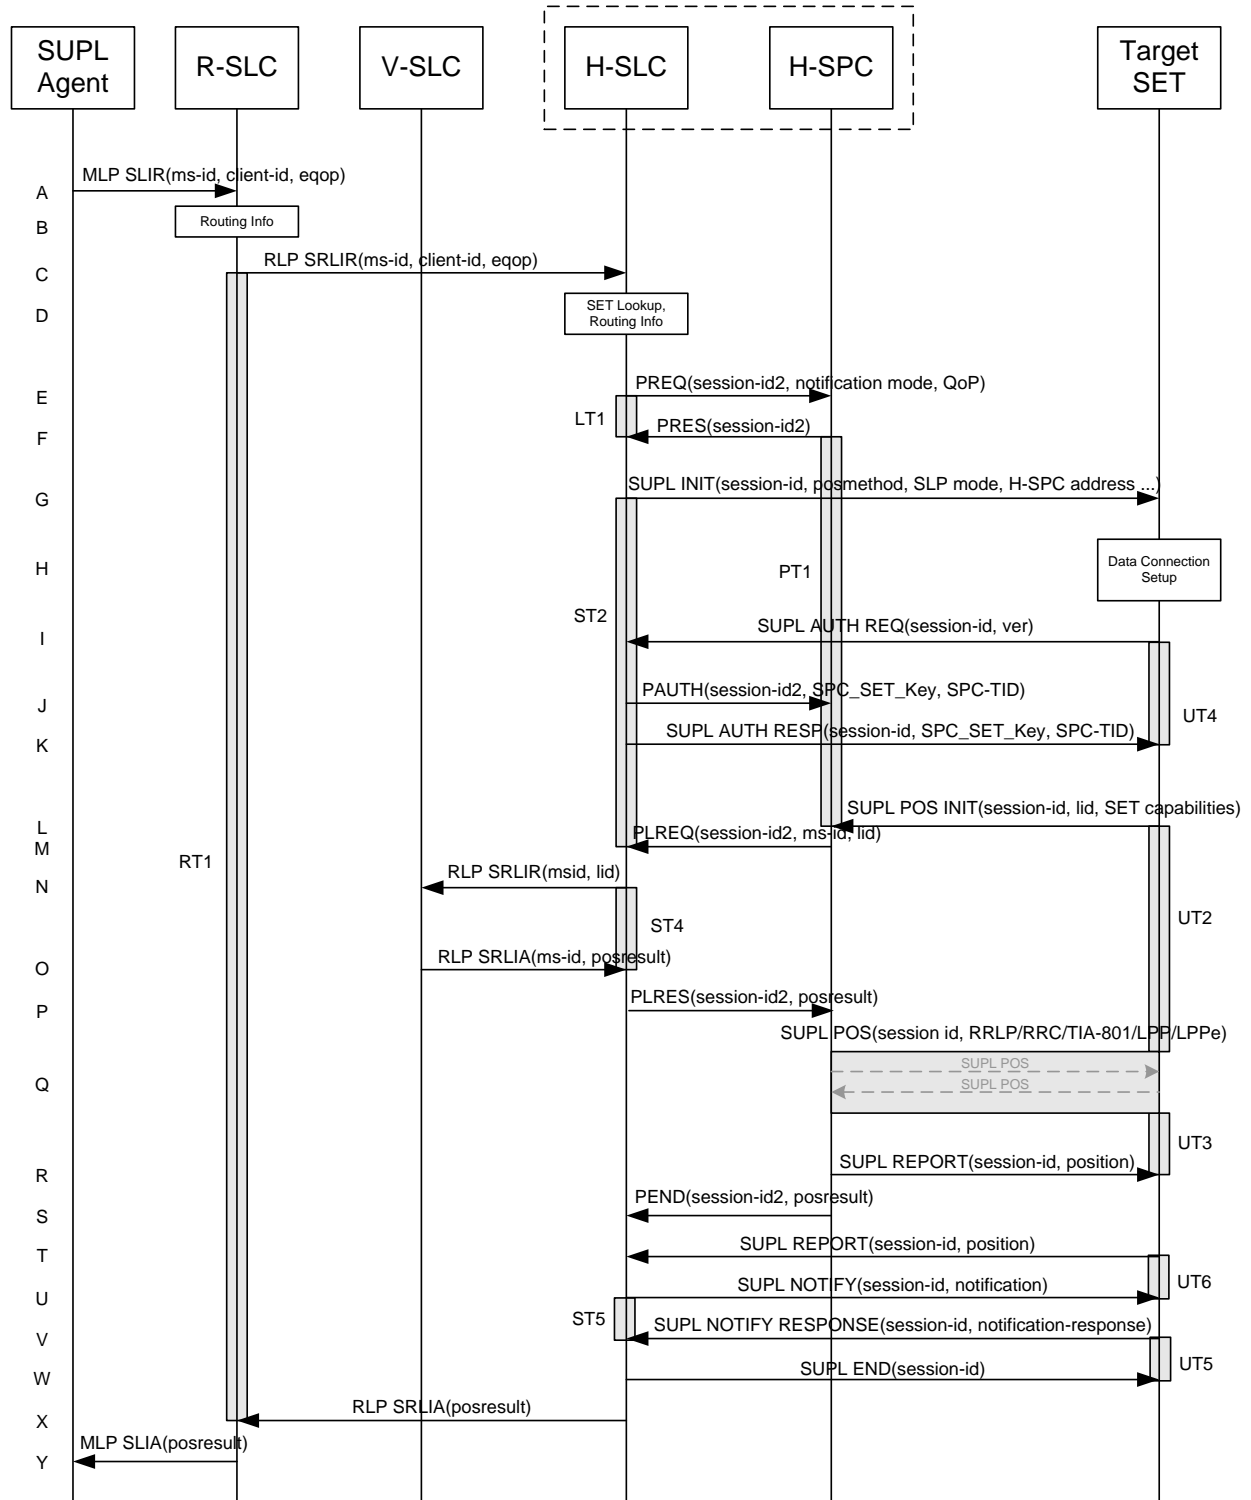 SUPL
Agent
R-SLC
V-SLC
H-SLC
H-SPC
Target
SET
A
MLP SLIR(ms-id, client-id, eqop)
B
Routing Info
C
RLP SRLIR(ms-id, client-id, eqop)
D
SET Lookup,
Routing Info
E
PREQ(session-id2, notification mode, QoP)
LT1
F
PRES(session-id2)
G
SUPL INIT(session-id, posmethod, SLP mode, H-SPC address ...)
H
PT1
Data Connection
Setup
ST2
I
SUPL AUTH REQ(session-id, ver)
J
PAUTH(session-id2, SPC_SET_Key, SPC-TID)
UT4
K
SUPL AUTH RESP(session-id, SPC_SET_Key, SPC-TID)
L
SUPL POS INIT(session-id, lid, SET capabilities)
M
PLREQ(session-id2, ms-id, lid)
RT1
N
RLP SRLIR(msid, lid)
ST4
UT2
O
RLP SRLIA(ms-id, posresult)
P
PLRES(session-id2, posresult)
SUPL POS(session id, RRLP/RRC/TIA-801/LPP/LPPe)
SUPL POS
Q
SUPL POS
UT3
R
SUPL REPORT(session-id, position)
S
PEND(session-id2, posresult)
T
SUPL REPORT(session-id, position)
UT6
U
SUPL NOTIFY(session-id, notification)
ST5
V
SUPL NOTIFY RESPONSE(session-id, notification-response)
UT5
W
SUPL END(session-id)
X
RLP SRLIA(posresult)
Y
MLP SLIA(posresult)